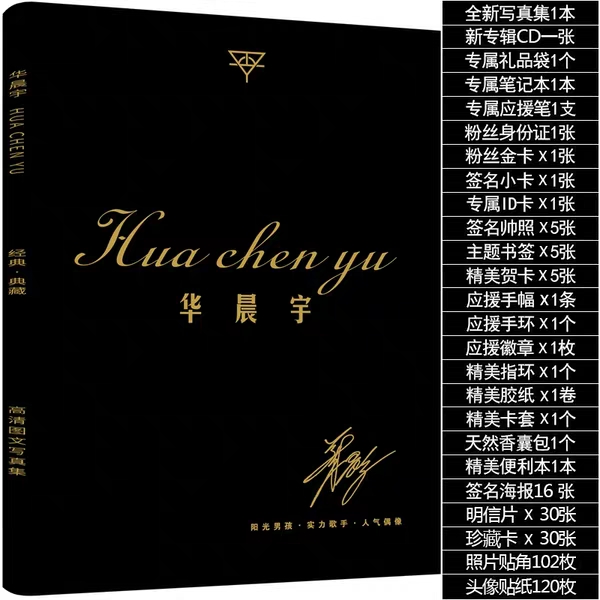 华晨宇 HUA CHEN YU
经典·典藏
高清图文写真集
Hua chen yu
华晨宇
阳光男孩·实力歌手·人气偶像
全新写真集1本
新专辑CD一张
专属礼品袋1个
专属笔记本1本
专属应援笔1支
粉丝身份证1张
粉丝金卡 X1张
签名小卡 X1张
专属ID卡 X1张
签名帅照 X5张
主题书签 X5张
精美贺卡 X5张
应援手幅 X1条
应援手环 X1个
应援徽章 X1枚
精美指环 X1个
精美胶纸 X1卷
精美卡套 X1个
天然香囊包1个
精美便利本1本
签名海报16 张
明信片 X 30张
珍藏卡 X 30张
照片贴角102枚
头像贴纸120枚